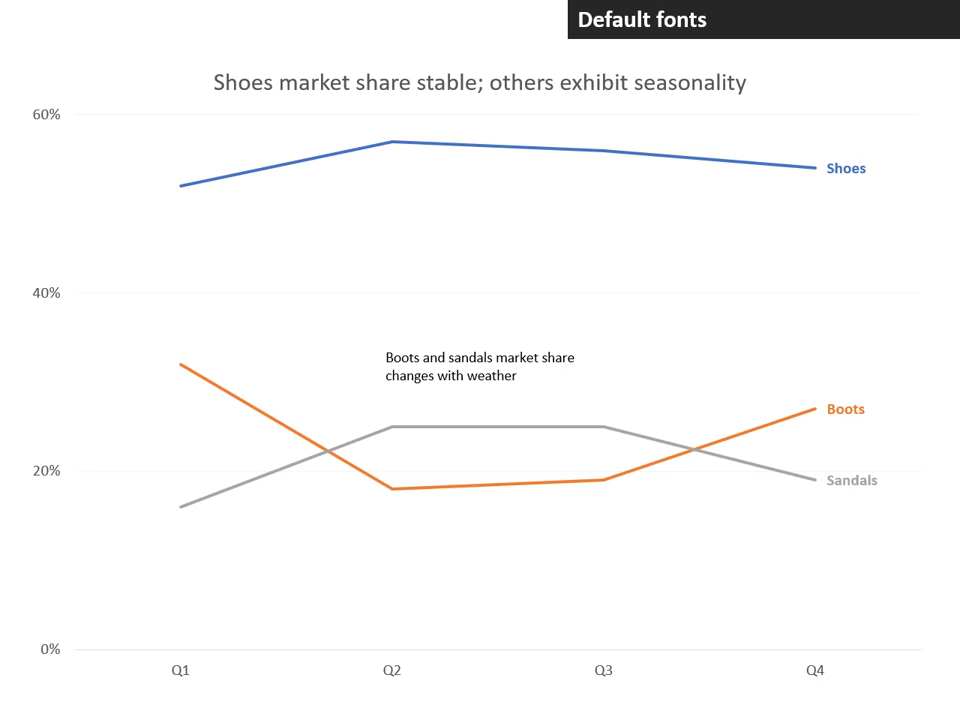 Default fonts
Shoes market share stable; others exhibit seasonality
60%
Shoes
40%
Boots and sandals market share
changes with weather
Boots
20%
Sandals
0%
Q1 Q2 Q3 Q4